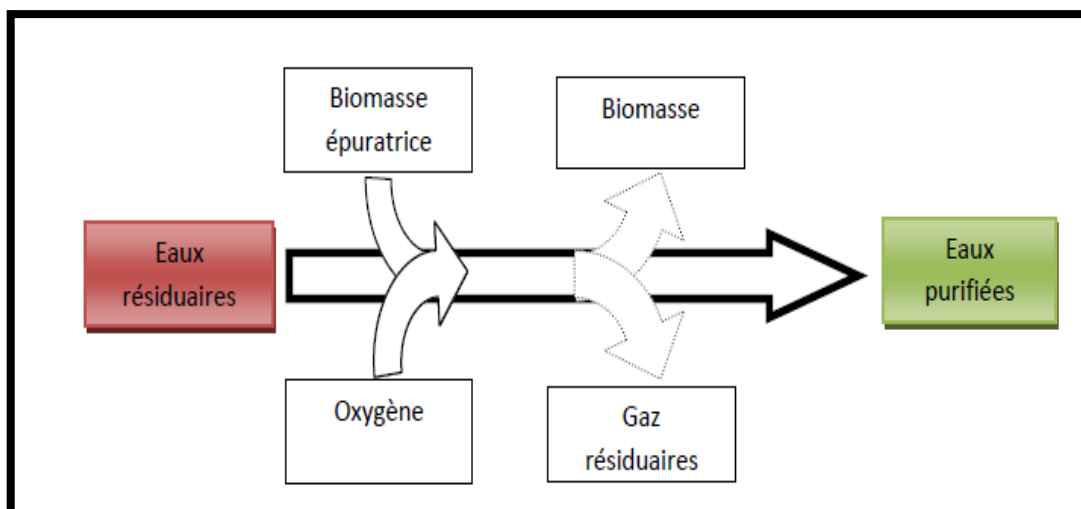 Biomasse
épuratrice
Biomasse
Eaux
résiduaires
Eaux
purifiées
Oxygène
Gaz
résiduaires